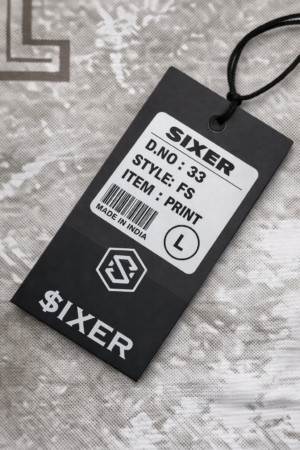 SIXER
D.NO : 33
STYLE: FS
ITEM : PRINT
MADE IN INDIA
L
$IXER